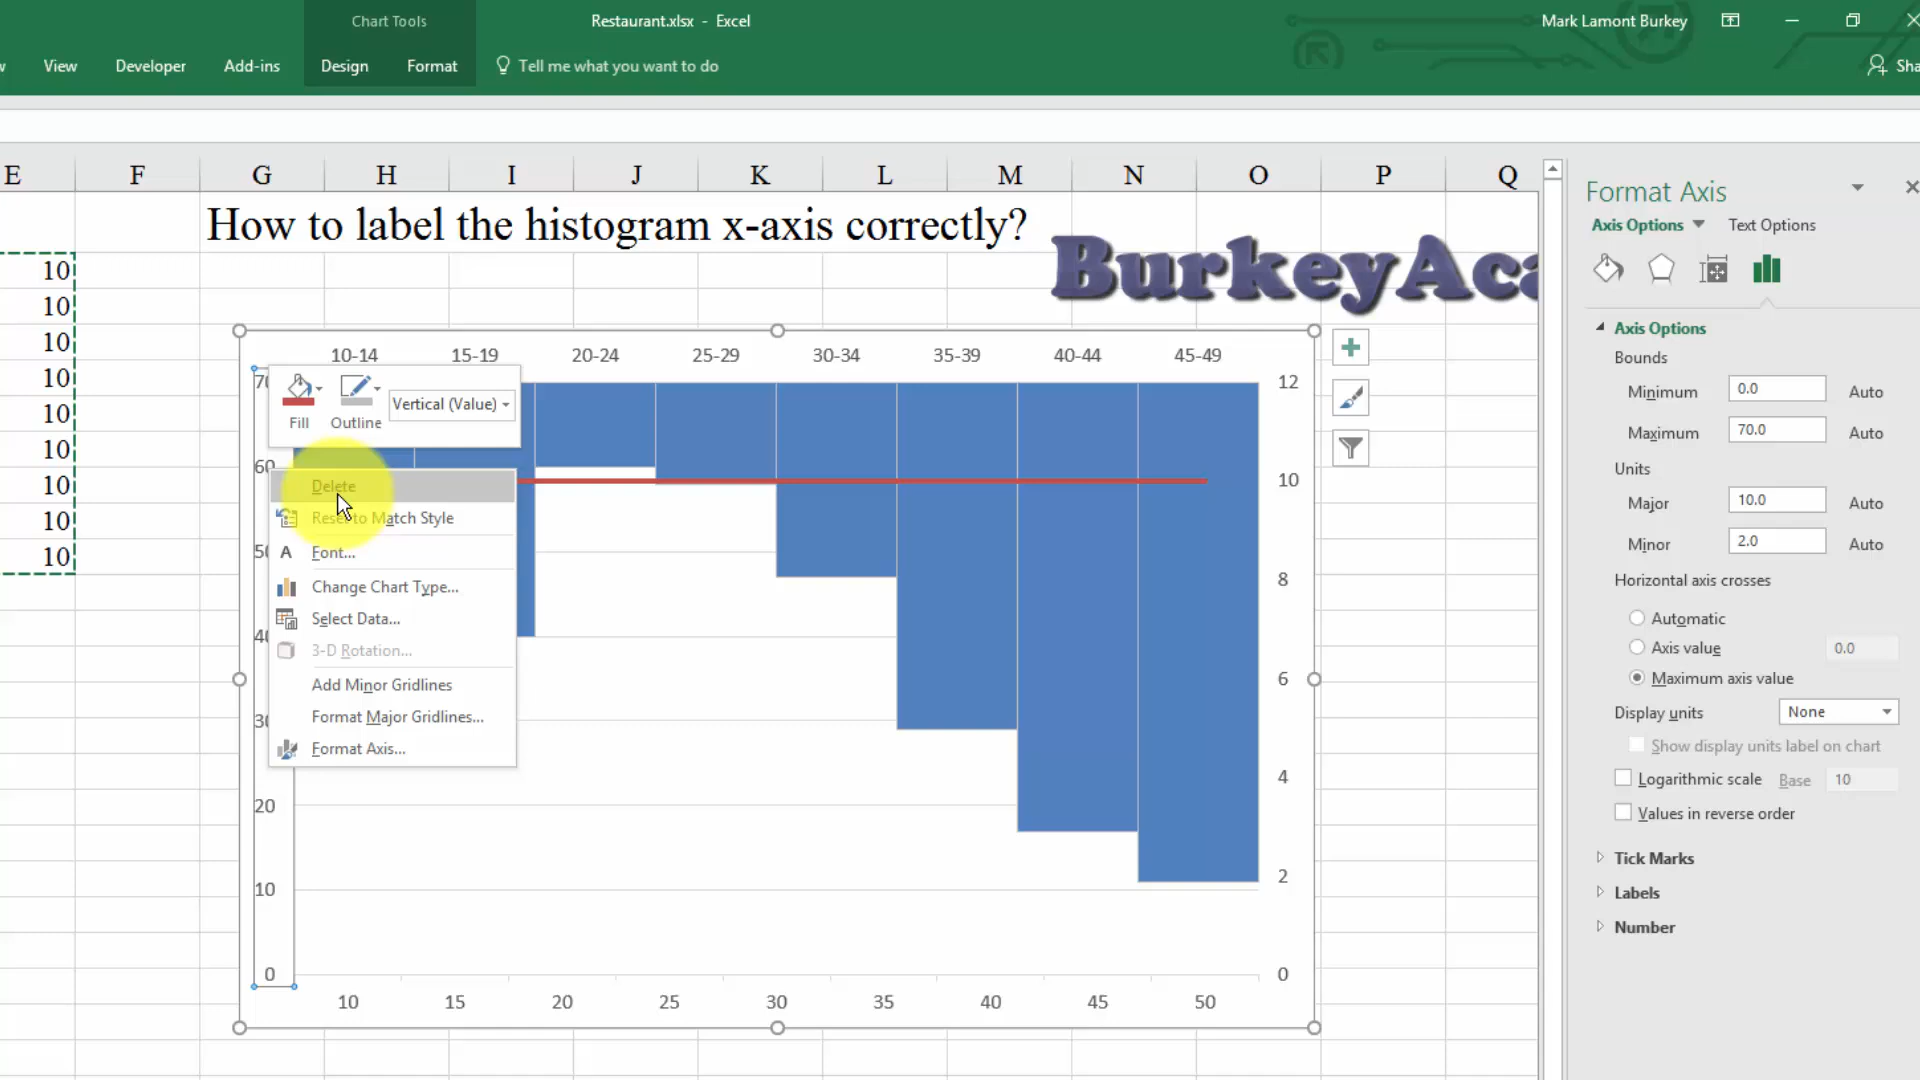 Chart Tools
Restaurant.xlsx - Excel
Mark Lamont Burkey
View
Developer
Add-ins
Design
Format
Tell me what you want to do
Sha
E F G H I J K L M N O P Q
How to label the histogram x-axis correctly?
BurkeyAca
10
10
10
10
10
10
10
10
10
10-14 15-19 20-24 25-29 30-34 35-39 40-44 45-49
70
60
50
40
30
20
10
0
12
10
8
6
4
2
0
10 15 20 25 30 35 40 45 50
Fill
Outline
Vertical (Value)
Delete
Reset to Match Style
Font...
Change Chart Type...
Select Data...
3-D Rotation...
Add Minor Gridlines
Format Major Gridlines...
Format Axis...
Format Axis
Axis Options
Text Options
Axis Options
Bounds
Minimum 0.0 Auto
Maximum 70.0 Auto
Units
Major 10.0 Auto
Minor 2.0 Auto
Horizontal axis crosses
Automatic
Axis value 0.0
Maximum axis value
Display units None
Show display units label on chart
Logarithmic scale Base 10
Values in reverse order
Tick Marks
Labels
Number